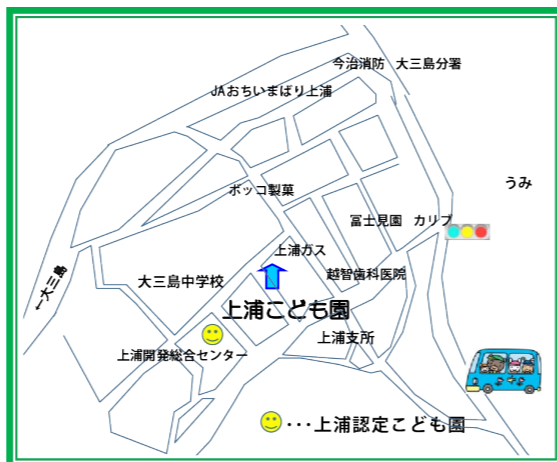 今治消防　大三島分署
JAおちいまばり上浦
うみ
ボッコ製菓
冨士見園　カリブ
上浦ガス
越智歯科医院
大三島中学校
←大三島
上浦こども園
上浦支所
上浦開発総合センター
・・・上浦認定こども園